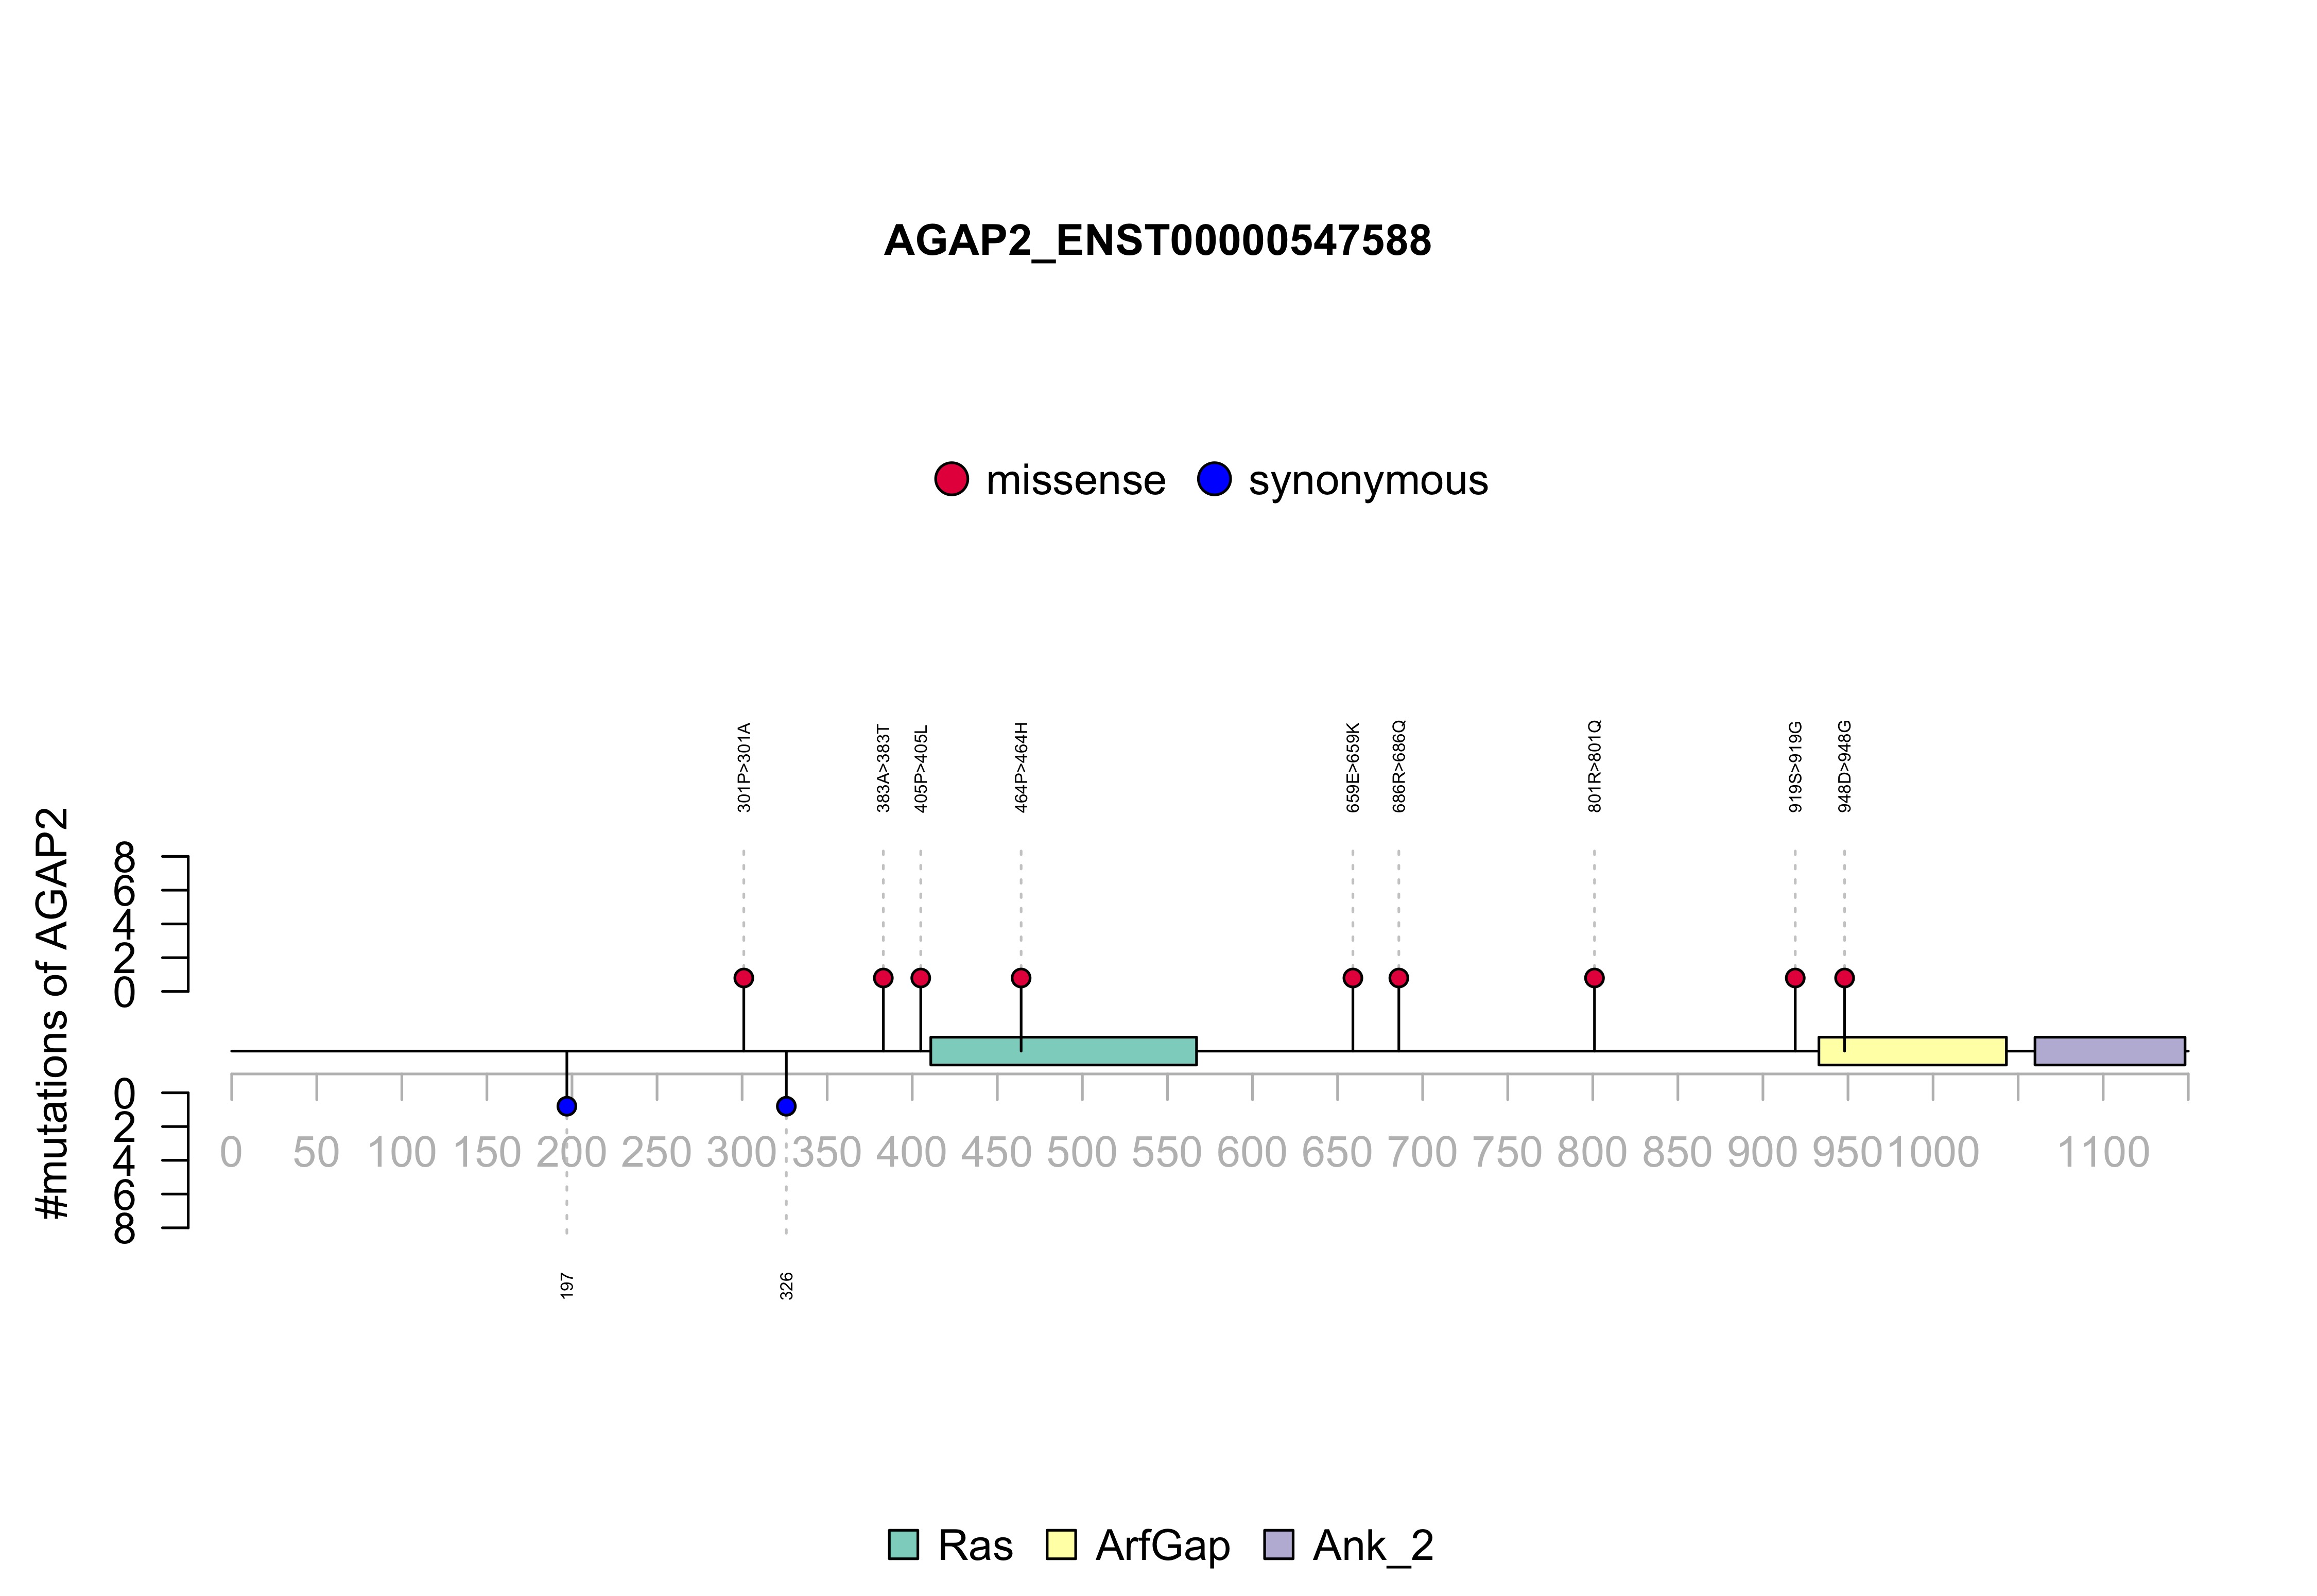 AGAP2_ENST00000547588
missense synonymous
301P>301A
383A>383T
405P>405L
464P>464H
659E>659K
686R>686Q
801R>801Q
919S>919G
948D>948G
#mutations of AGAP2
8
6
4
2
0
0
2
4
6
8
0 50 100 150 200 250 300 350 400 450 500 550 600 650 700 750 800 850 900 950 1000 1100
197
326
Ras ArfGap Ank_2